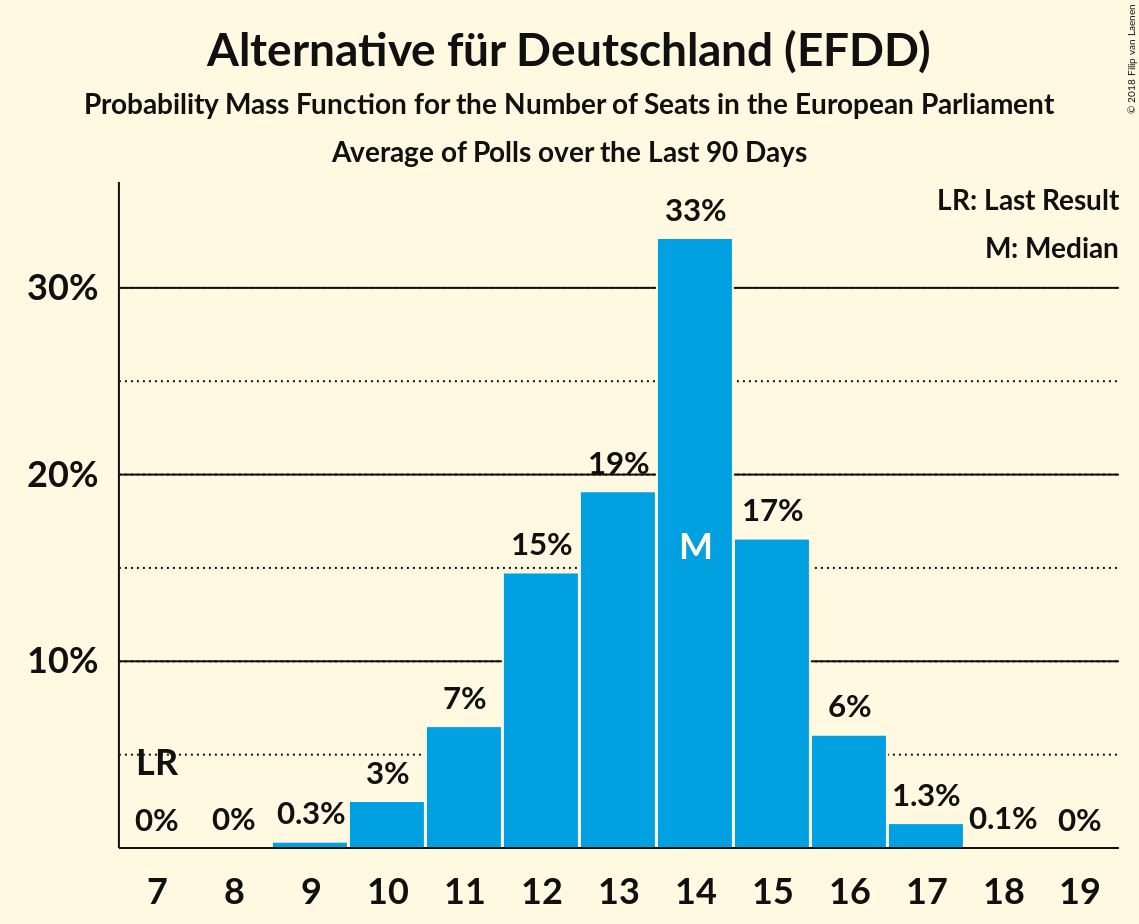 Alternative für Deutschland (EFDD)
Probability Mass Function for the Number of Seats in the European Parliament
Average of Polls over the Last 90 Days
© 2018 Filip van Laenen
LR: Last Result
M: Median
33%
30%
20%
19%
17%
15%
M
10%
7%
6%
LR
3%
1.3%
0% 0% 0.3% 0.1% 0%
7 8 9 10 11 12 13 14 15 16 17 18 19